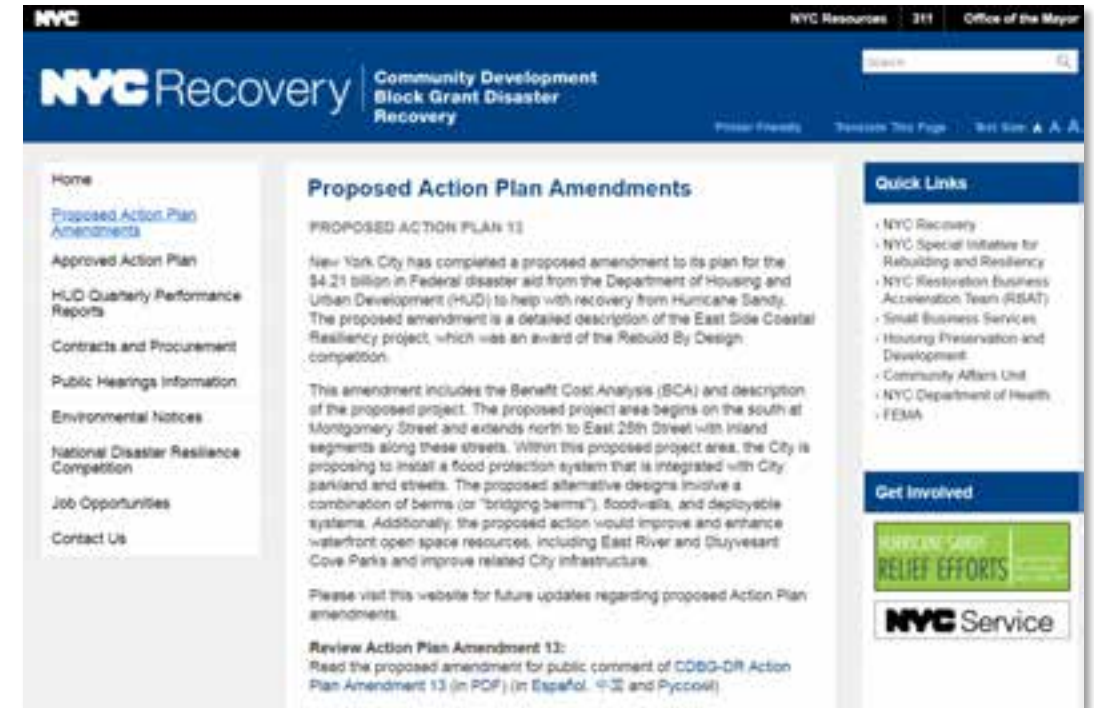 NYC
NYC Resources 311 Office of the Mayor
NYC Recovery
Community Development
Block Grant Disaster
Recovery
Search
Printer Friendly Translate This Page Text Size: A A A
Home
Proposed Action Plan
Amendments
Approved Action Plan
HUD Quarterly Performance
Reports
Contracts and Procurement
Public Hearings Information
Environmental Notices
National Disaster Resilience
Competition
Job Opportunities
Contact Us
Proposed Action Plan Amendments
PROPOSED ACTION PLAN 13
New York City has completed a proposed amendment to its plan for the
$4.21 billion in Federal disaster aid from the Department of Housing and
Urban Development (HUD) to help with recovery from Hurricane Sandy.
The proposed amendment is a detailed description of the East Side Coastal
Resiliency project, which was an award of the Rebuild By Design
competition.
This amendment includes the Benefit Cost Analysis (BCA) and description
of the proposed project. The proposed project area begins on the south at
Montgomery Street and extends north to East 25th Street with inland
segments along these streets. Within this proposed project area, the City is
proposing to install a flood protection system that is integrated with City
parkland and streets. The proposed alternative designs involve a
combination of berms (or "bridging berms"), floodwalls, and deployable
systems. Additionally, the proposed action would improve and enhance
waterfront open space resources, including East River and Stuyvesant
Cove Parks and improve related City infrastructure.
Please visit this website for future updates regarding proposed Action Plan
amendments.
Review Action Plan Amendment 13:
Read the proposed amendment for public comment of CDBG-DR Action
Plan Amendment 13 (in PDF) (in Español, and Русский)
Quick Links
› NYC Recovery
› NYC Special Initiative for
Rebuilding and Resiliency
› NYC Restoration Business
Acceleration Team (RBAT)
› Small Business Services
› Housing Preservation and
Development
› Community Affairs Unit
› NYC Department of Health
› FEMA
Get Involved
HURRICANE SANDY
RELIEF EFFORTS
NYC Service